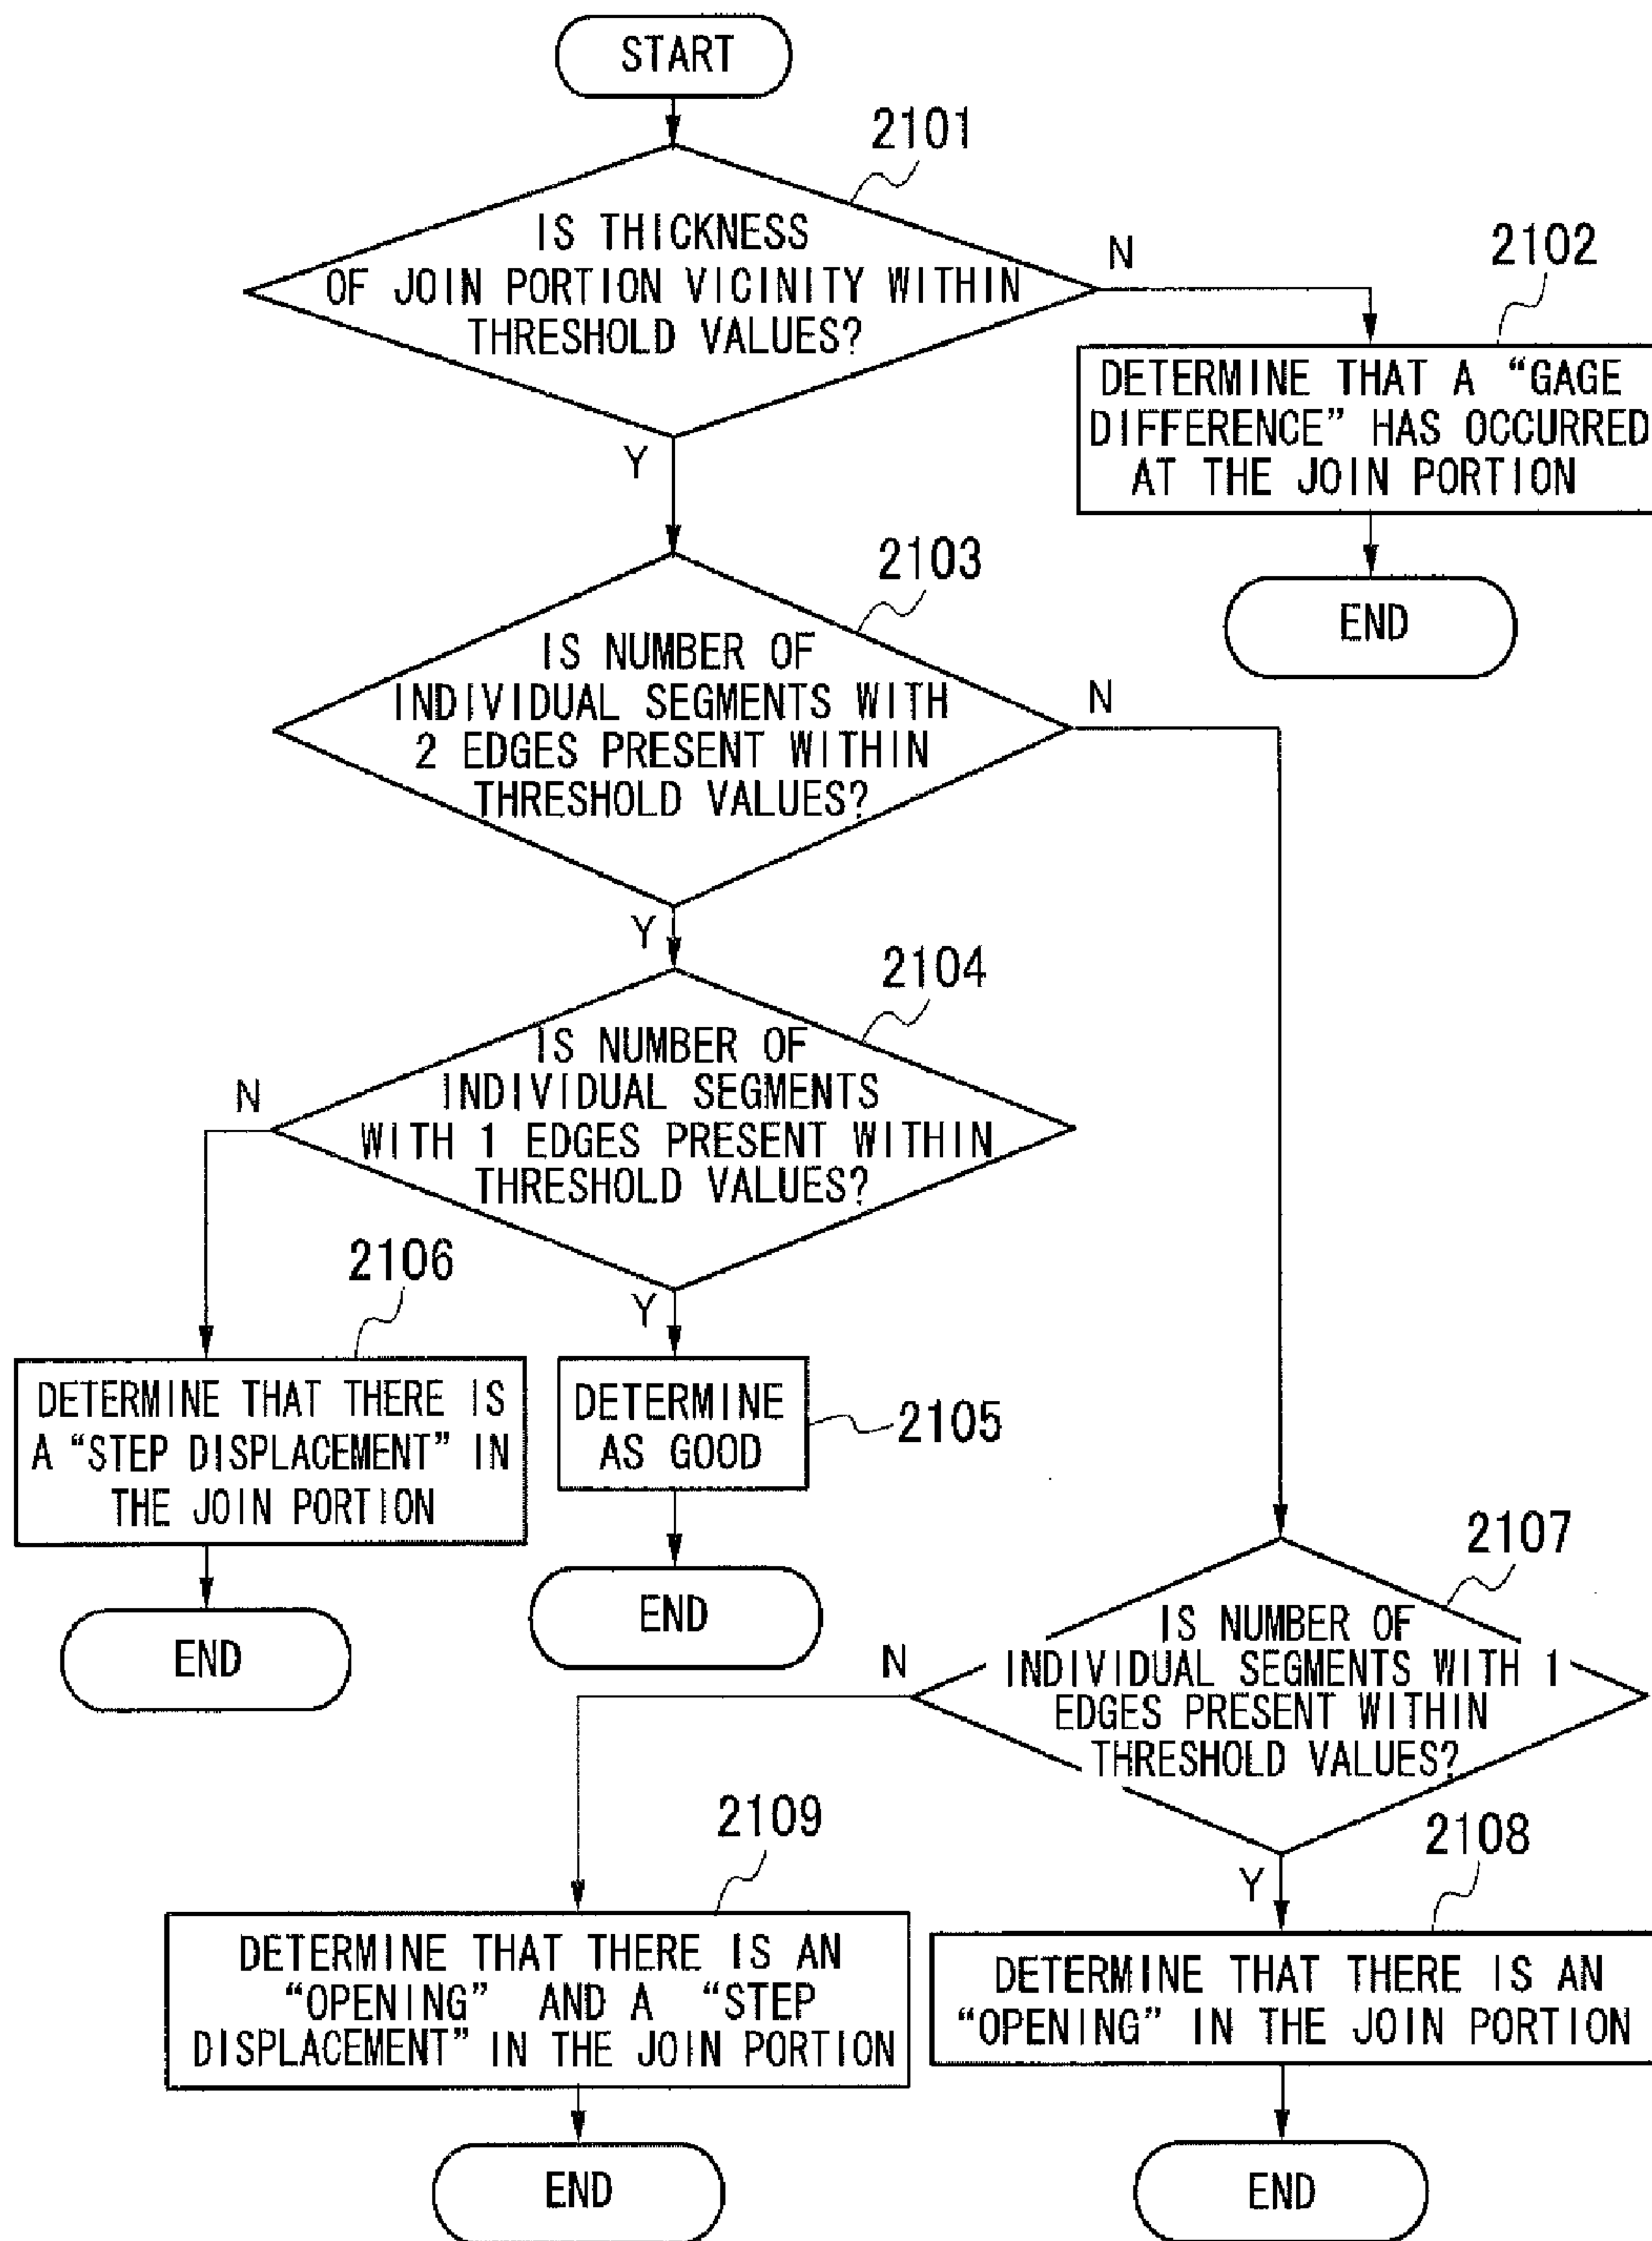 START
2101
IS THICKNESS
OF JOIN PORTION VICINITY WITHIN
THRESHOLD VALUES?
N
2102
DETERMINE THAT A “GAGE
DIFFERENCE” HAS OCCURRED
AT THE JOIN PORTION
END
Y
2103
IS NUMBER OF
INDIVIDUAL SEGMENTS WITH
2 EDGES PRESENT WITHIN
THRESHOLD VALUES?
N
Y
2104
IS NUMBER OF
INDIVIDUAL SEGMENTS
WITH 1 EDGES PRESENT WITHIN
THRESHOLD VALUES?
N
Y
2106
DETERMINE THAT THERE IS
A “STEP DISPLACEMENT” IN
THE JOIN PORTION
END
DETERMINE
AS GOOD
2105
END
2107
IS NUMBER OF
INDIVIDUAL SEGMENTS WITH 1
EDGES PRESENT WITHIN
THRESHOLD VALUES?
N
Y
2109
DETERMINE THAT THERE IS AN
“OPENING” AND A “STEP
DISPLACEMENT” IN THE JOIN PORTION
END
2108
DETERMINE THAT THERE IS AN
“OPENING” IN THE JOIN PORTION
END